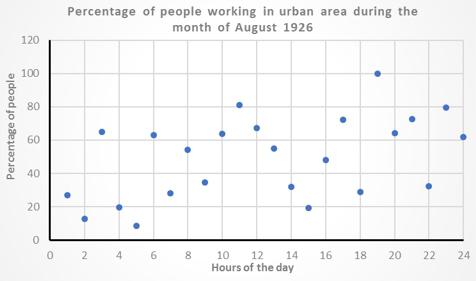 Percentage of people working in urban area during the
month of August 1926
120
100
80
60
40
20
0
Percentage of people
0 2 4 6 8 10 12 14 16 18 20 22 24
Hours of the day